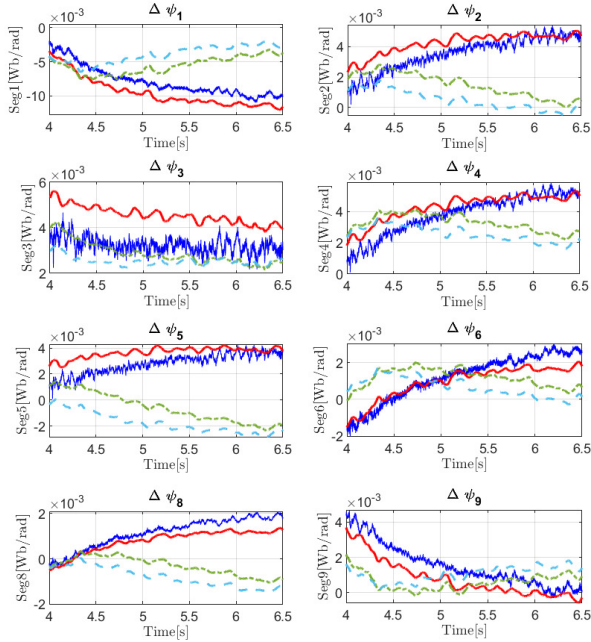 Δ ψ1
×10-3
Seg1[Wb/rad]
0
-5
-10
4 4.5 5 5.5 6 6.5
Time[s]
Δ ψ2
×10-3
Seg2[Wb/rad]
4
2
0
4 4.5 5 5.5 6 6.5
Time[s]
Δ ψ3
×10-3
Seg3[Wb/rad]
6
4
2
4 4.5 5 5.5 6 6.5
Time[s]
Δ ψ4
×10-3
Seg4[Wb/rad]
4
2
0
4 4.5 5 5.5 6 6.5
Time[s]
Δ ψ5
×10-3
Seg5[Wb/rad]
4
2
0
-2
4 4.5 5 5.5 6 6.5
Time[s]
Δ ψ6
×10-3
Seg6[Wb/rad]
2
0
-2
4 4.5 5 5.5 6 6.5
Time[s]
Δ ψ8
×10-3
Seg8[Wb/rad]
2
0
-2
4 4.5 5 5.5 6 6.5
Time[s]
Δ ψ9
×10-3
Seg9[Wb/rad]
4
2
0
4 4.5 5 5.5 6 6.5
Time[s]